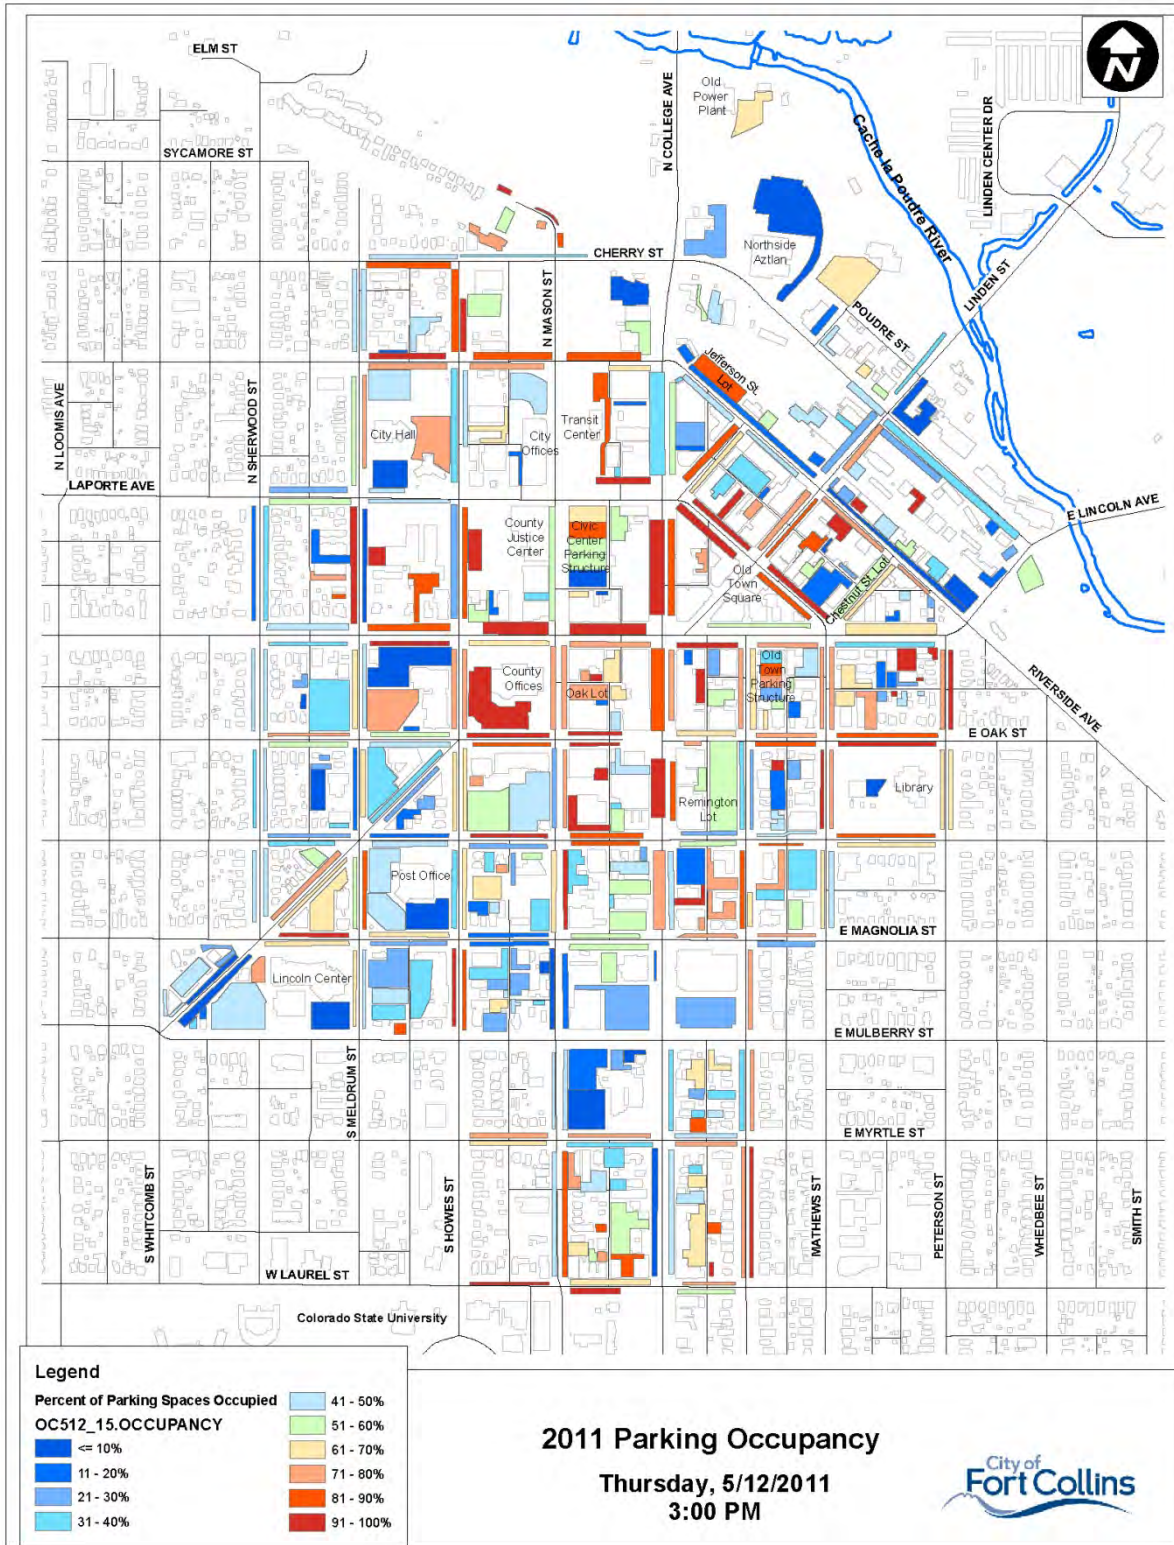 N
ELM ST
N COLLEGE AVE
Old
Power
Plant
LINDEN CENTER DR
Cache la Poudre River
SYCAMORE ST
Northside
Aztlan
CHERRY ST
LINDEN ST
N MASON ST
POUDRE ST
Jefferson St.
Lot
N LOOMIS AVE
N SHERWOOD ST
City Hall
City
Offices
Transit
Center
LAPORTE AVE
E LINCOLN AVE
County
Justice
Center
Civic
Center
Parking
Structure
Old
Town
Square
Chestnut St. Lot
County
Offices
Oak Lot
Old
Town
Parking
Structure
RIVERSIDE AVE
E OAK ST
Remington
Lot
Library
Post Office
E MAGNOLIA ST
Lincoln Center
E MULBERRY ST
S MELDRUM ST
E MYRTLE ST
S WHITCOMB ST
S HOWES ST
MATHEWS ST
PETERSON ST
WHEDBEE ST
SMITH ST
W LAUREL ST
Colorado State University
Legend
Percent of Parking Spaces Occupied
OC512_15.OCCUPANCY
<= 10%
11 - 20%
21 - 30%
31 - 40%
41 - 50%
51 - 60%
61 - 70%
71 - 80%
81 - 90%
91 - 100%
2011 Parking Occupancy
Thursday, 5/12/2011
3:00 PM
City of
Fort Collins